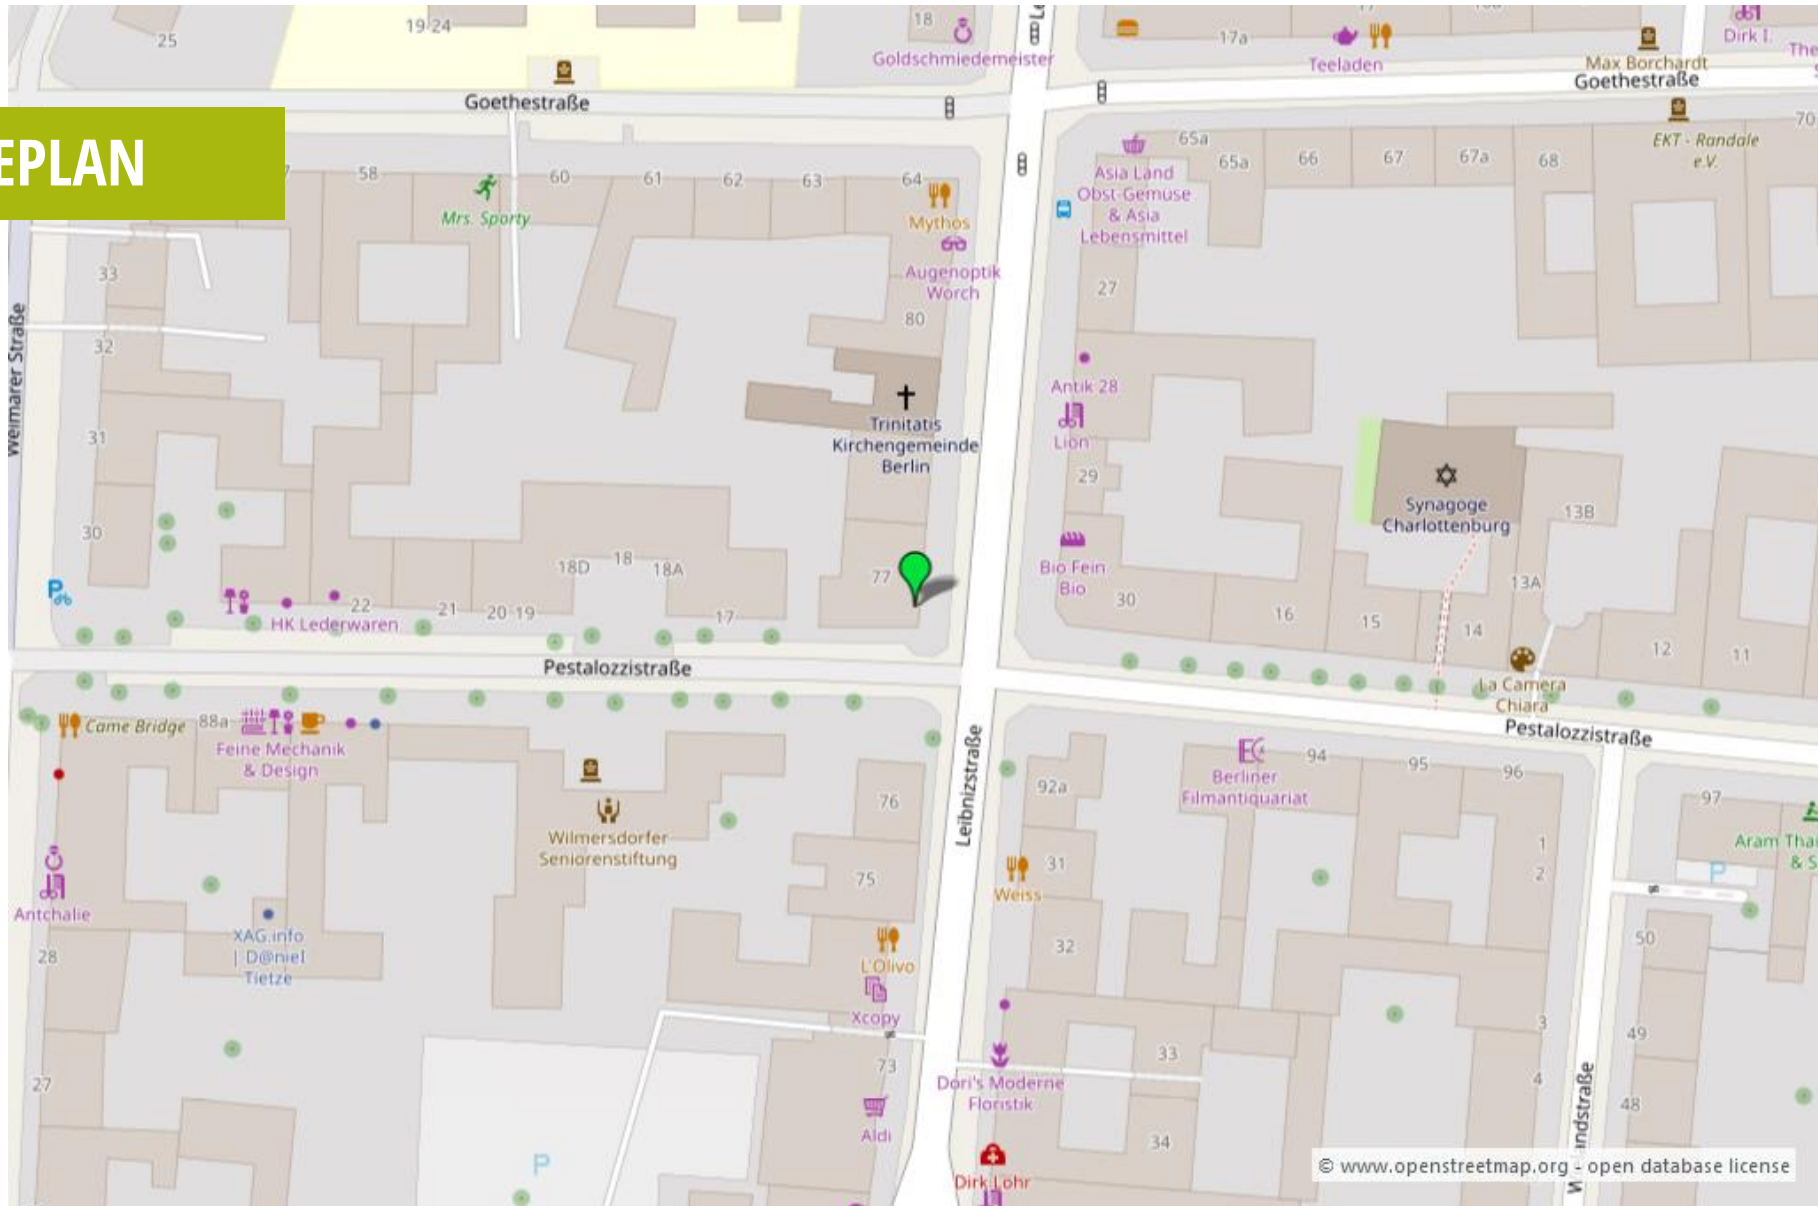 25
19-24
18
Goldschmiedemeister
17a
Teeladen
Max Borchardt
Dirk I.
Goethestraße
Goethestraße
EPLAN
58
60
61
62
63
64
Mrs. Sporty
Mythos
Augenoptik
Worch
80
65a
65a
66
67
67a
68
70
EKT - Randale
e.V.
Asia Land
Obst-Gemüse
& Asia
Lebensmittel
27
33
32
31
30
Weimarer Straße
Trinitatis
Kirchengemeinde
Berlin
Antik 28
Lion
29
Bio Fein
Bio
30
Synagoge
Charlottenburg
13B
13A
16
15
14
12
11
La Camera
Chiara
22
HK Lederwaren
21
20
19
18D
18
18A
17
77
Pestalozzistraße
Pestalozzistraße
Came Bridge
88a
Feine Mechanik
& Design
Wilmersdorfer
Seniorenstiftung
76
75
Leibnizstraße
92a
31
Weiss
32
Berliner
Filmantiquariat
94
95
96
97
1
2
Aram Thai
& S
P
Antchalie
XAG.info
| D@niel
Tietze
28
27
L'Olivo
Xcopy
73
Aldi
P
Dori's Moderne
Floristik
33
34
Dirk Lohr
3
4
50
49
48
© www.openstreetmap.org - open database license